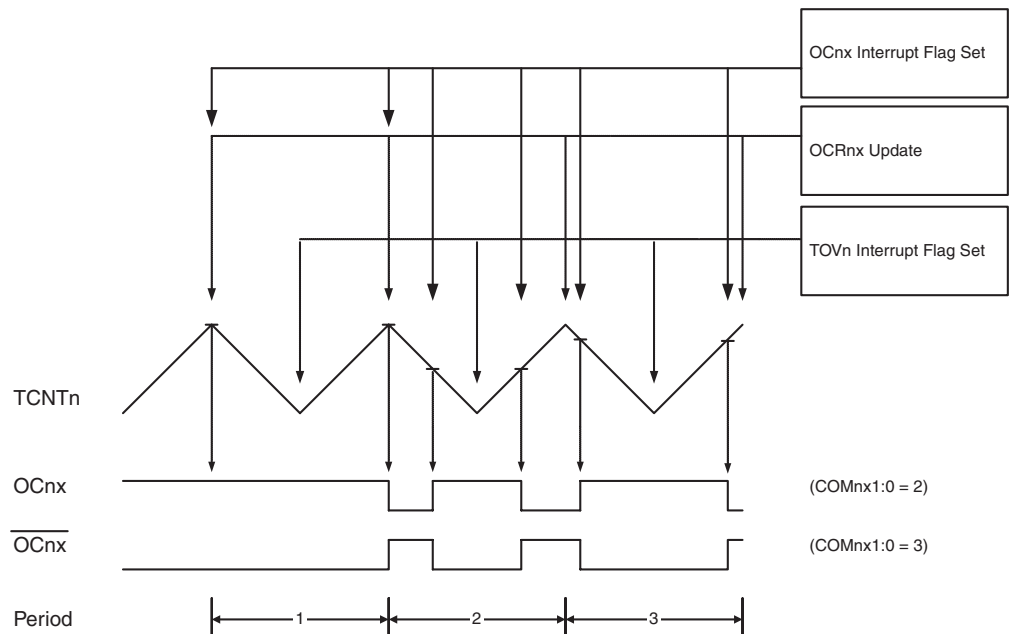 OCnx Interrupt Flag Set
OCRnx Update
TOVn Interrupt Flag Set
TCNTn
OCnx
(COMnx1:0 = 2)
OCnx
(COMnx1:0 = 3)
Period
1
2
3